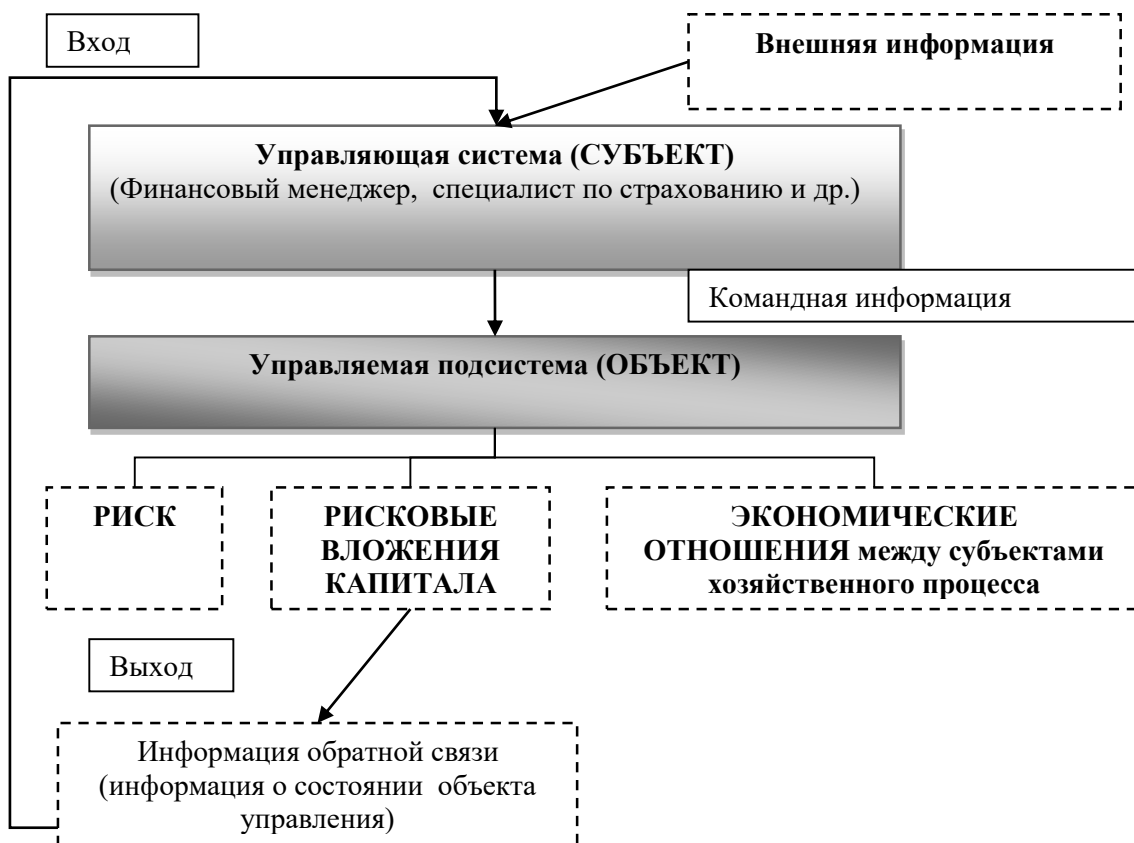 Вход
Внешняя информация
Управляющая система (СУБЪЕКТ)
(Финансовый менеджер, специалист по страхованию и др.)
Командная информация
Управляемая подсистема (ОБЪЕКТ)
РИСК
РИСКОВЫЕ
ВЛОЖЕНИЯ
КАПИТАЛА
ЭКОНОМИЧЕСКИЕ
ОТНОШЕНИЯ между субъектами
хозяйственного процесса
Выход
Информация обратной связи
(информация о состоянии объекта
управления)